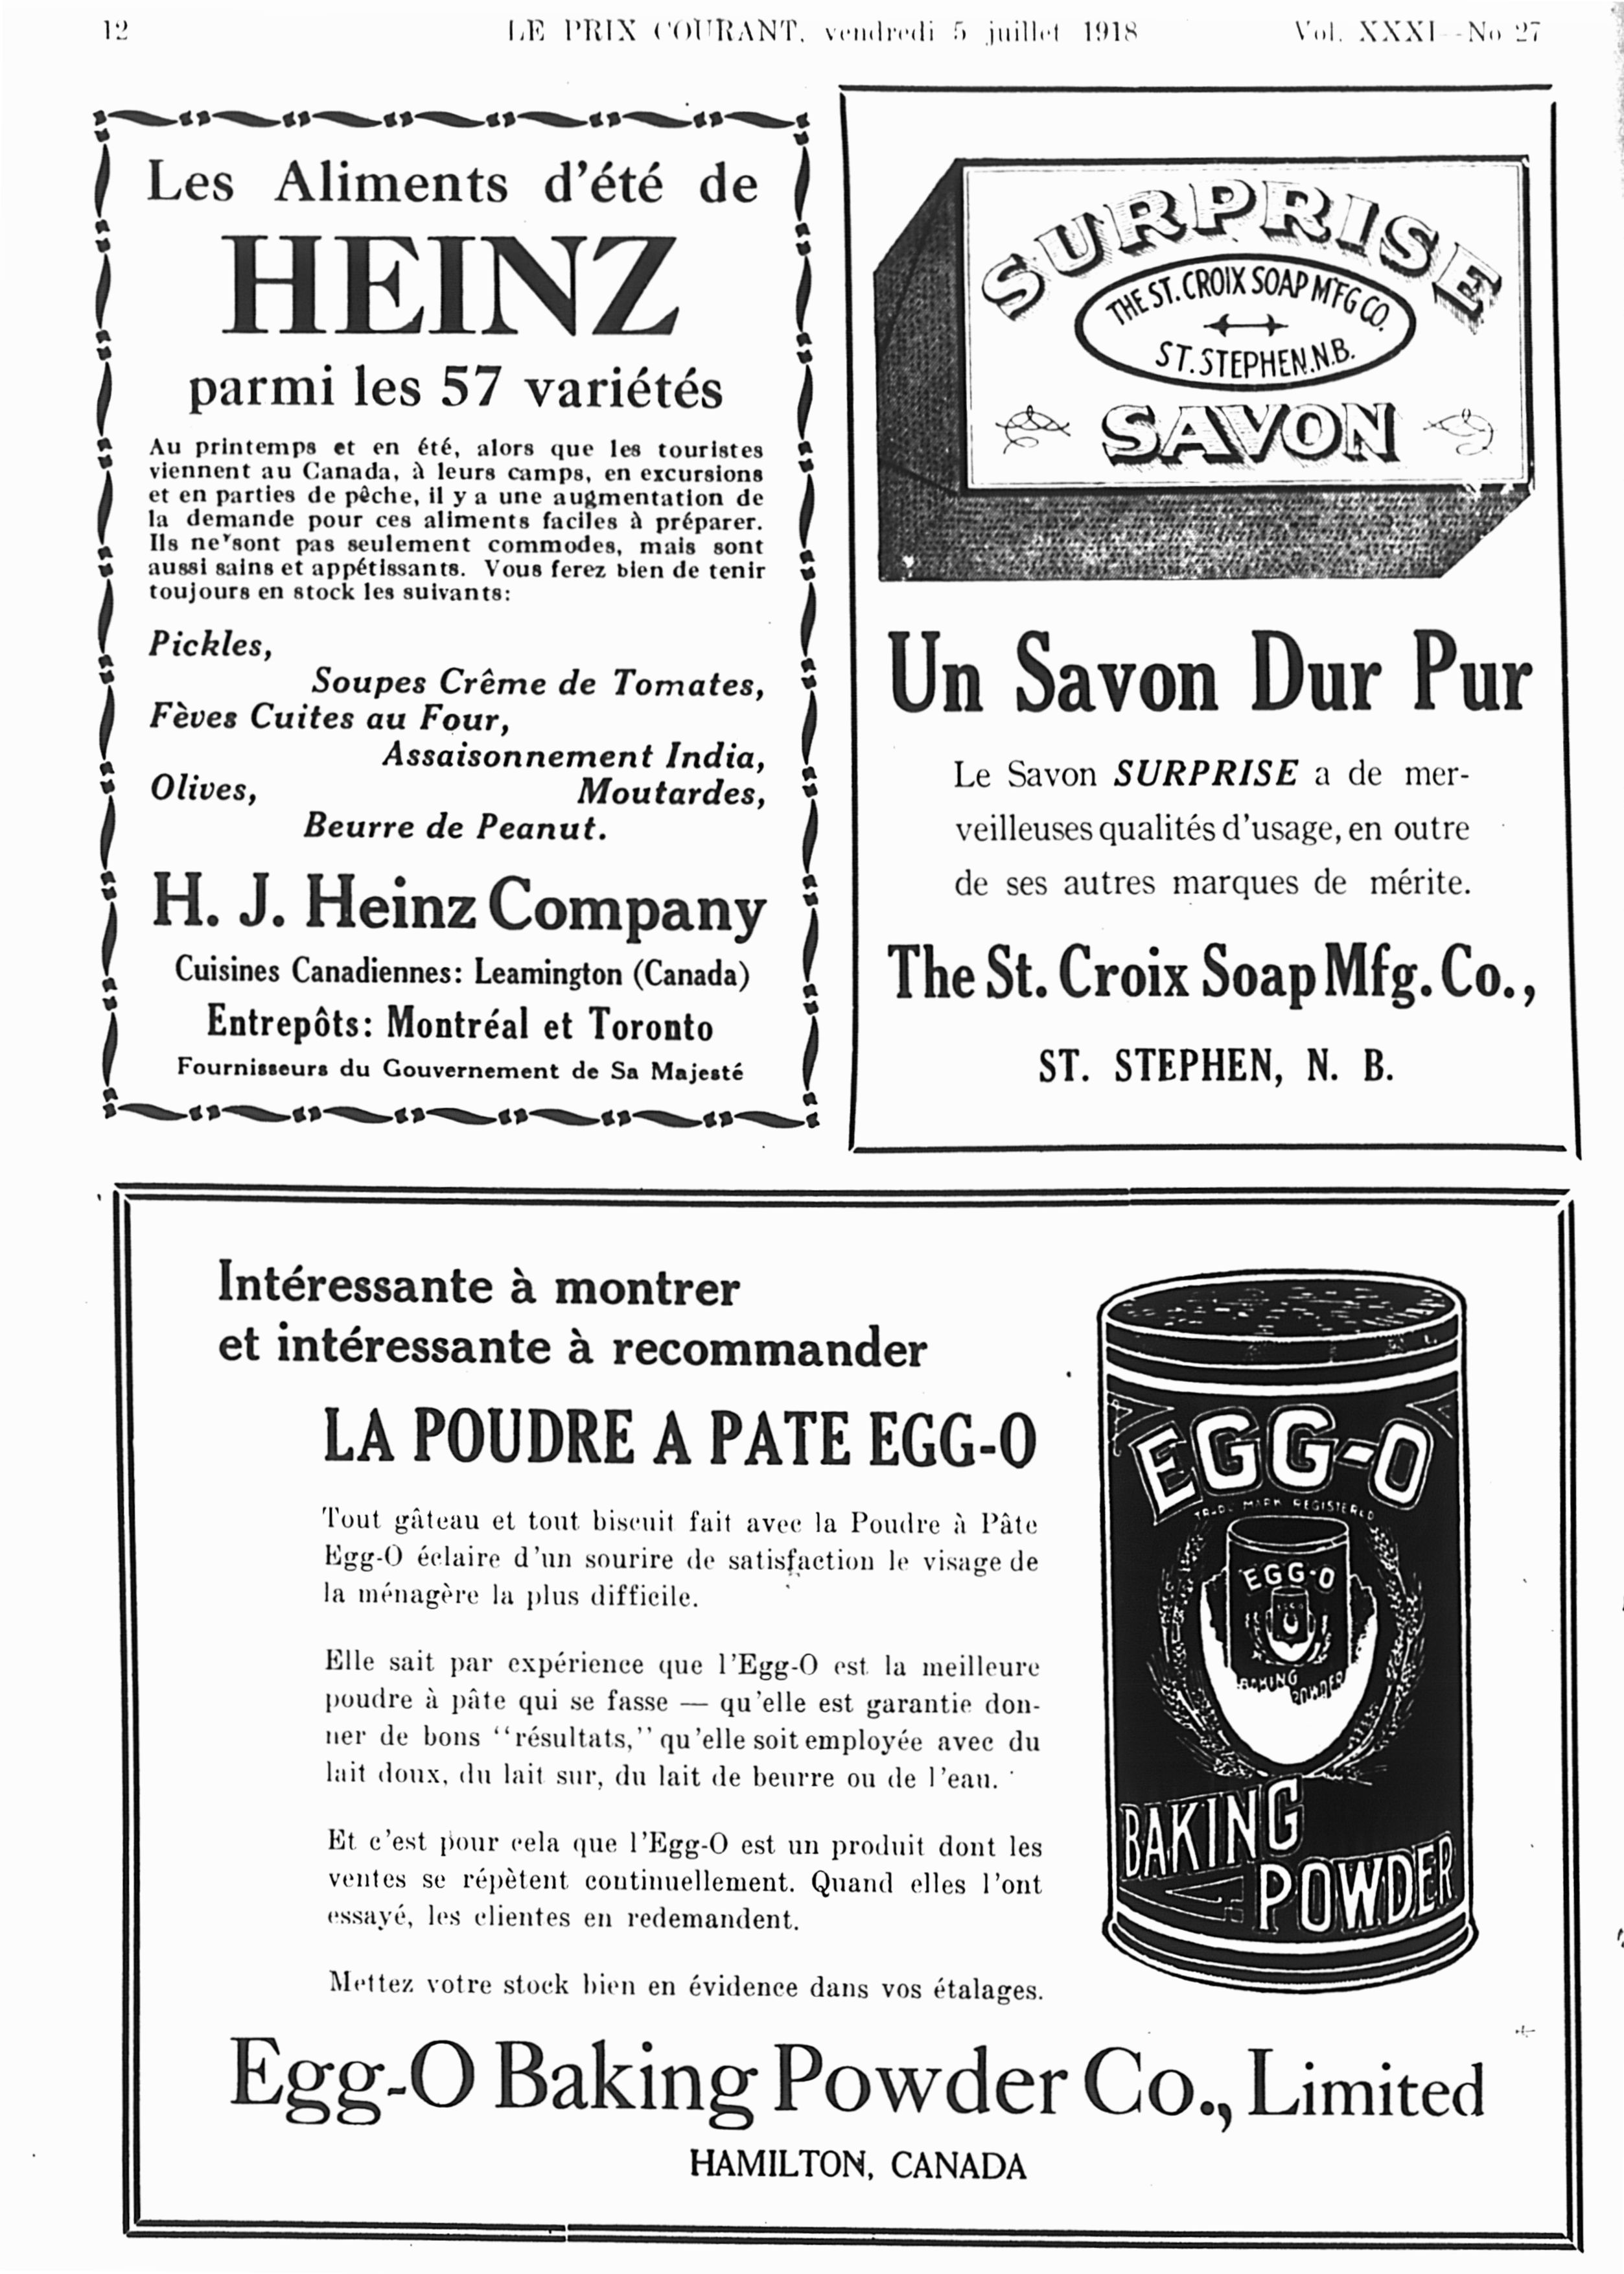 12 LE PRIX COURANT, vendredi 5 juillet 1918 Vol. XXXI—No 27
Les Aliments d'été de
HEINZ
parmi les 57 variétés
Au printemps et en été, alors que les touristes
viennent au Canada, à leurs camps, en excursions
et en parties de pêche, il y a une augmentation de
la demande pour ces aliments faciles à préparer.
Ils ne sont pas seulement commodes, mais sont
aussi sains et appétissants. Vous ferez bien de tenir
toujours en stock les suivants:
Pickles,
Soupes Crême de Tomates,
Fèves Cuites au Four,
Assaisonnement India,
Olives, Moutardes,
Beurre de Peanut.
H. J. Heinz Company
Cuisines Canadiennes: Leamington (Canada)
Entrepôts: Montréal et Toronto
Fournisseurs du Gouvernement de Sa Majesté
SURPRISE
THE ST. CROIX SOAP M'F'G CO.
ST. STEPHEN. N.B.
SAVON
Un Savon Dur Pur
Le Savon SURPRISE a de mer-
veilleuses qualités d'usage, en outre
de ses autres marques de mérite.
The St. Croix Soap Mfg. Co.,
ST. STEPHEN, N. B.
Intéressante à montrer
et intéressante à recommander
LA POUDRE A PATE EGG-O
Tout gâteau et tout biscuit fait avec la Poudre à Pâte
Egg-O éclaire d'un sourire de satisfaction le visage de
la ménagère la plus difficile.
Elle sait par expérience que l'Egg-O est la meilleure
poudre à pâte qui se fasse — qu'elle est garantie don-
ner de bons "résultats," qu'elle soit employée avec du
lait doux, du lait sur, du lait de beurre ou de l'eau.
Et c'est pour cela que l'Egg-O est un produit dont les
ventes se répètent continuellement. Quand elles l'ont
essayé, les clientes en redemandent.
Mettez votre stock bien en évidence dans vos étalages.
EGG-O
TRADE MARK REGISTERED
EGG-O
EGG-O
BAKING
POWDER
BAKING
POWDER
Egg-O Baking Powder Co., Limited
HAMILTON, CANADA